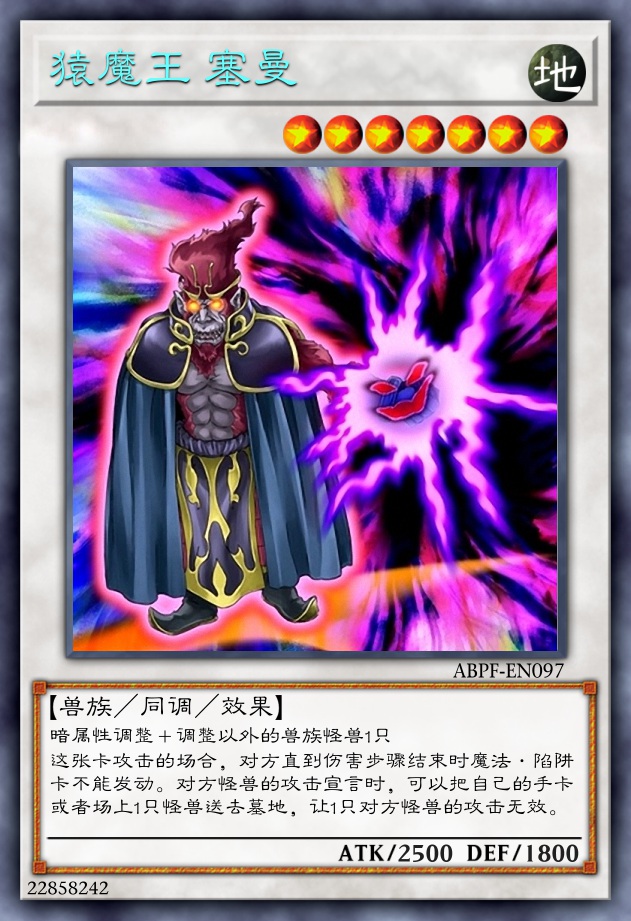 猿魔王 塞曼
地
ABPF-EN097
【兽族／同调／效果】
暗属性调整＋调整以外的兽族怪兽1只
这张卡攻击的场合，对方直到伤害步骤结束时魔法·陷阱
卡不能发动。对方怪兽的攻击宣言时，可以把自己的手卡
或者场上1只怪兽送去墓地，让1只对方怪兽的攻击无效。
ATK/2500 DEF/1800
22858242